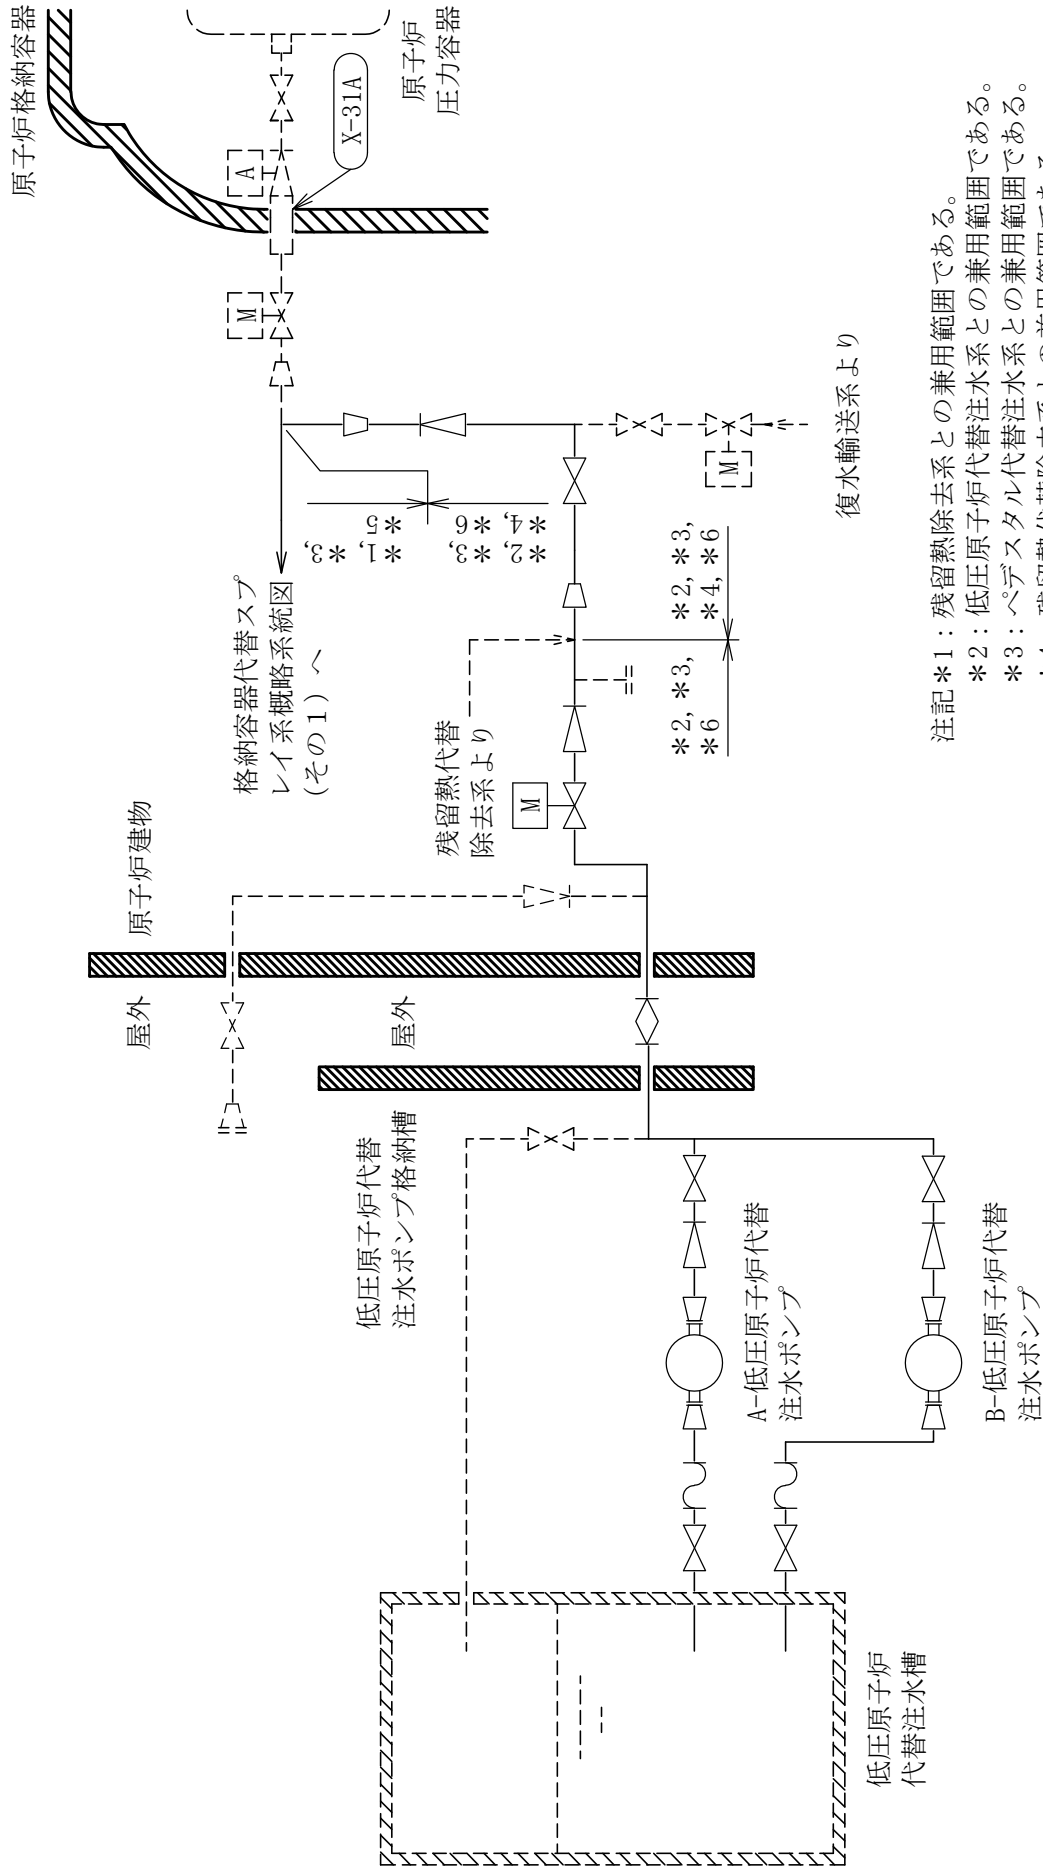 原子炉格納容器
原子炉
圧力容器
A
X-31A
M
格納容器代替スプ
レイ系概略系統図
(その1) へ
*1, *3,
*5
*2, *3,
*4, *6
M
復水輸送系より
残留熱代替
除去系より
*2, *3,
*6
*2, *3,
*4, *6
M
原子炉建物
屋外
屋外
低圧原子炉代替
注水ポンプ格納槽
A-低圧原子炉代替
注水ポンプ
B-低圧原子炉代替
注水ポンプ
低圧原子炉
代替注水槽
注記*1：残留熱除去系との兼用範囲である。
*2：低圧原子炉代替注水系との兼用範囲である。
*3：ペデスタル代替注水系との兼用範囲である。